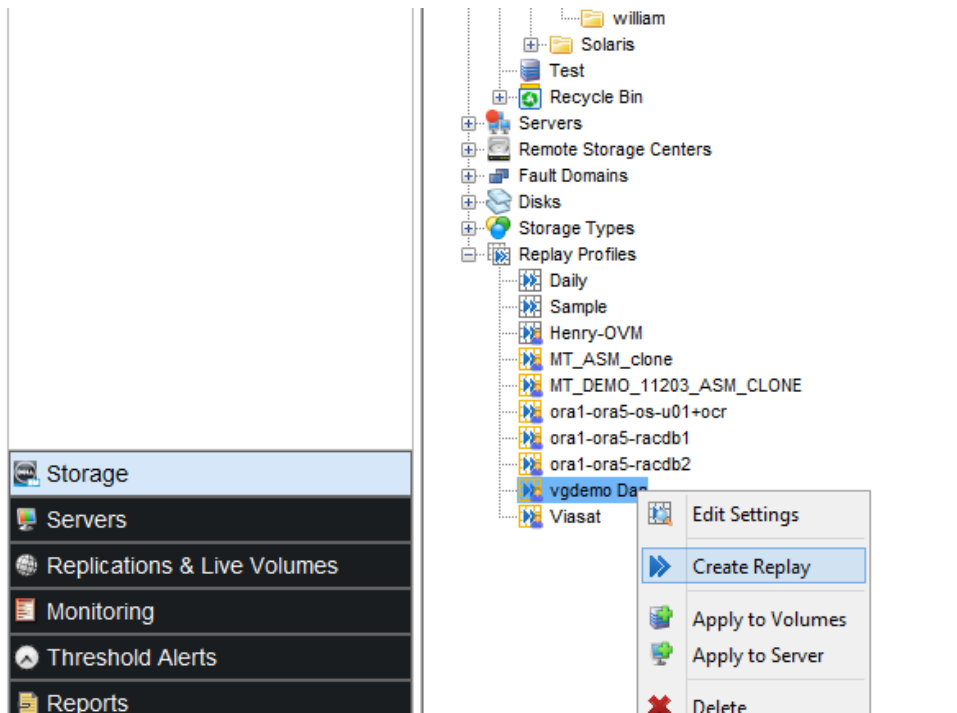 william
Solaris
Test
Recycle Bin
Servers
Remote Storage Centers
Fault Domains
Disks
Storage Types
Replay Profiles
Daily
Sample
Henry-OVM
MT_ASM_clone
MT_DEMO_11203_ASM_CLONE
ora1-ora5-os-u01+ocr
ora1-ora5-racdb1
ora1-ora5-racdb2
vgdemo Dan
Viasat
Edit Settings
Create Replay
Apply to Volumes
Apply to Server
Delete
Storage
Servers
Replications & Live Volumes
Monitoring
Threshold Alerts
Reports